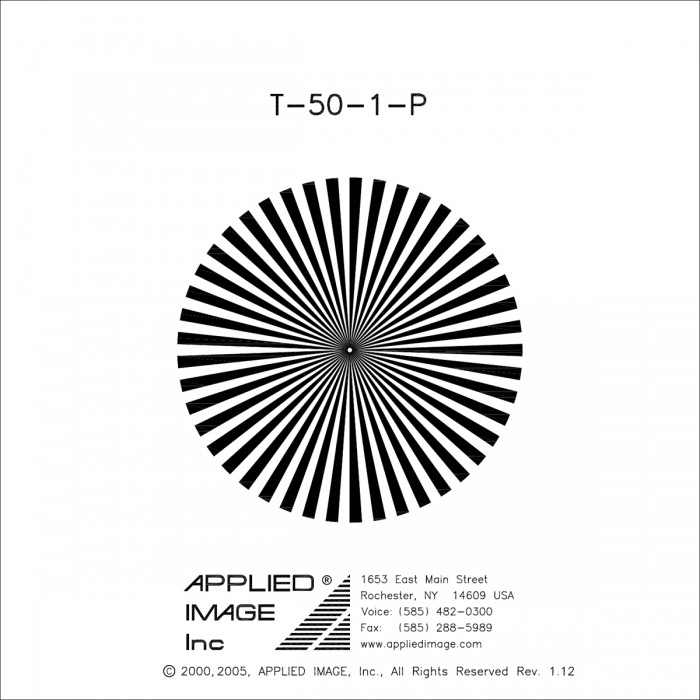 T-50-1-P
APPLIED ®
IMAGE
Inc
1653 East Main Street
Rochester, NY 14609 USA
Voice: (585) 482-0300
Fax: (585) 288-5989
www.appliedimage.com
© 2000,2005, APPLIED IMAGE, Inc., All Rights Reserved Rev. 1.12